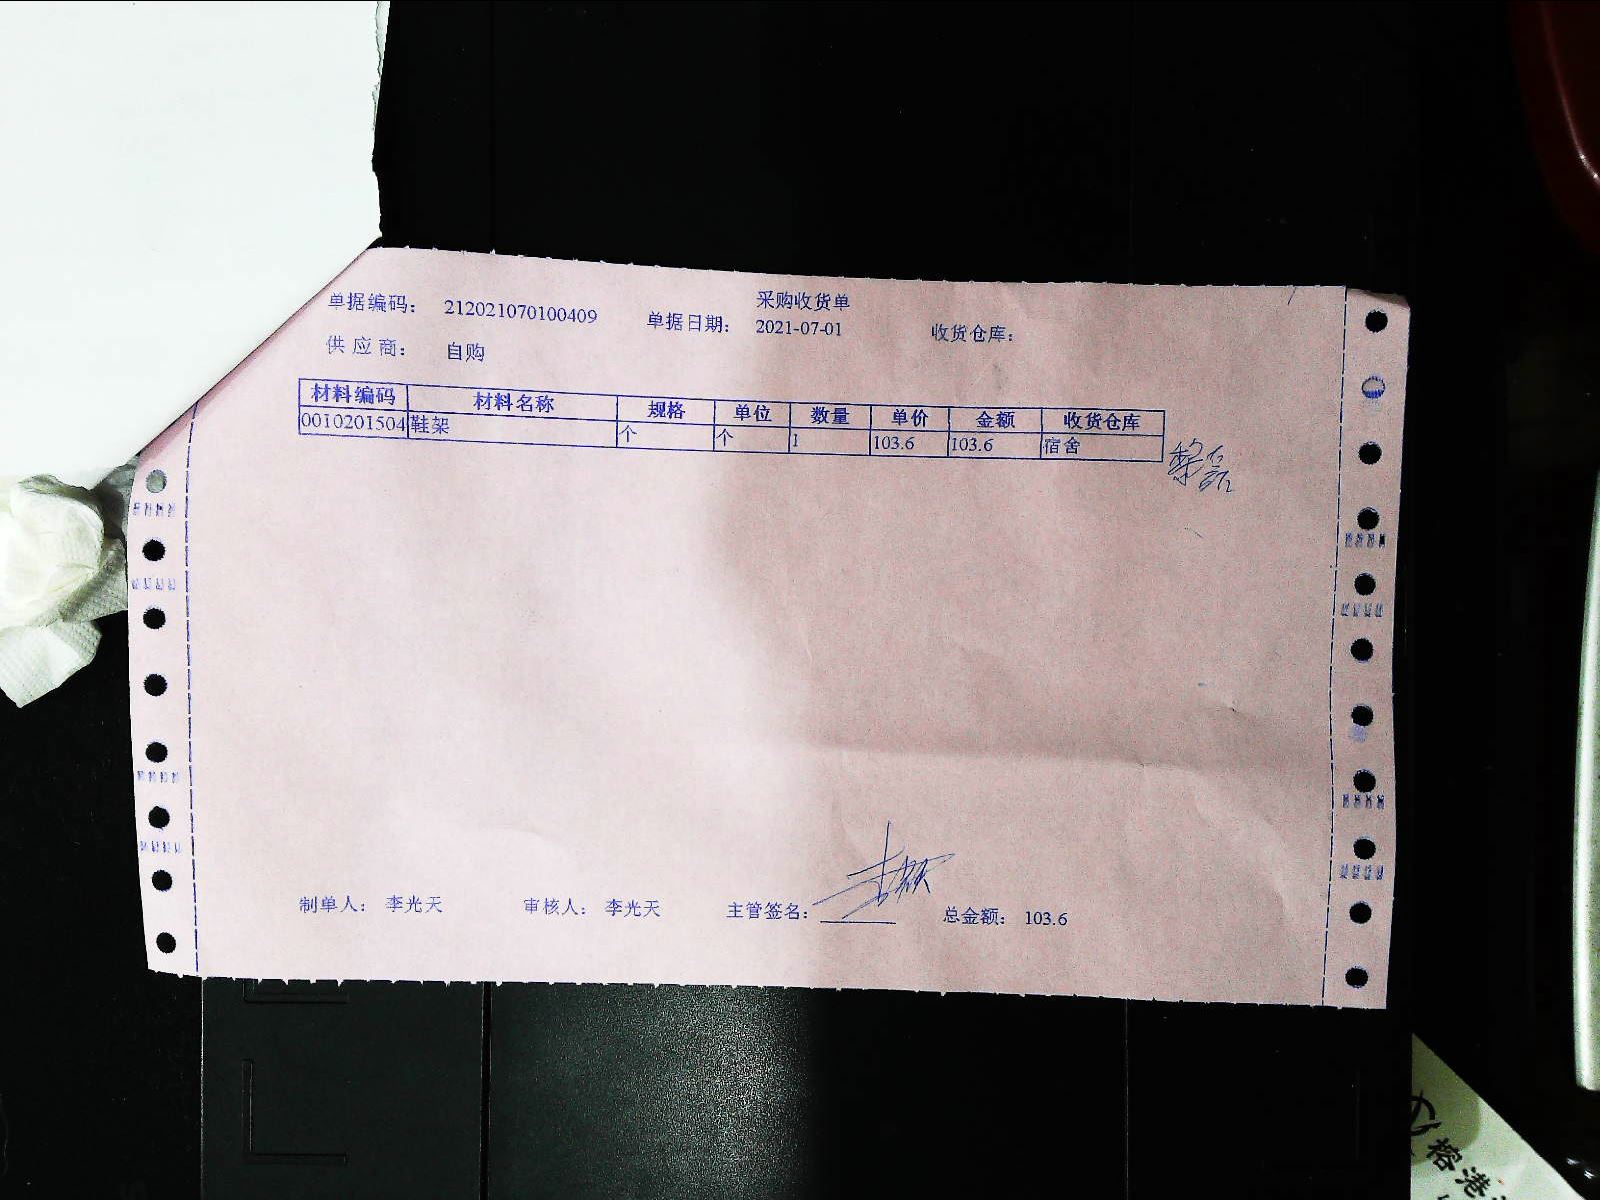 采购收货单
单据编码: 212021070100409 单据日期: 2021-07-01 收货仓库:
供应商: 自购
材料编码 材料名称 规格 单位 数量 单价 金额 收货仓库
0010201504 鞋架 个 个 1 103.6 103.6 宿舍
制单人: 李光天 审核人: 李光天 主管签名: 总金额: 103.6
榕港